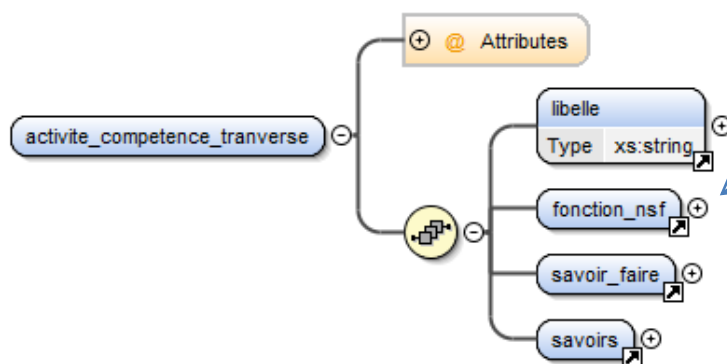 @ Attributes
activite_competence_tranverse
libelle
Type xs:string
fonction_nsf
savoir_faire
savoirs